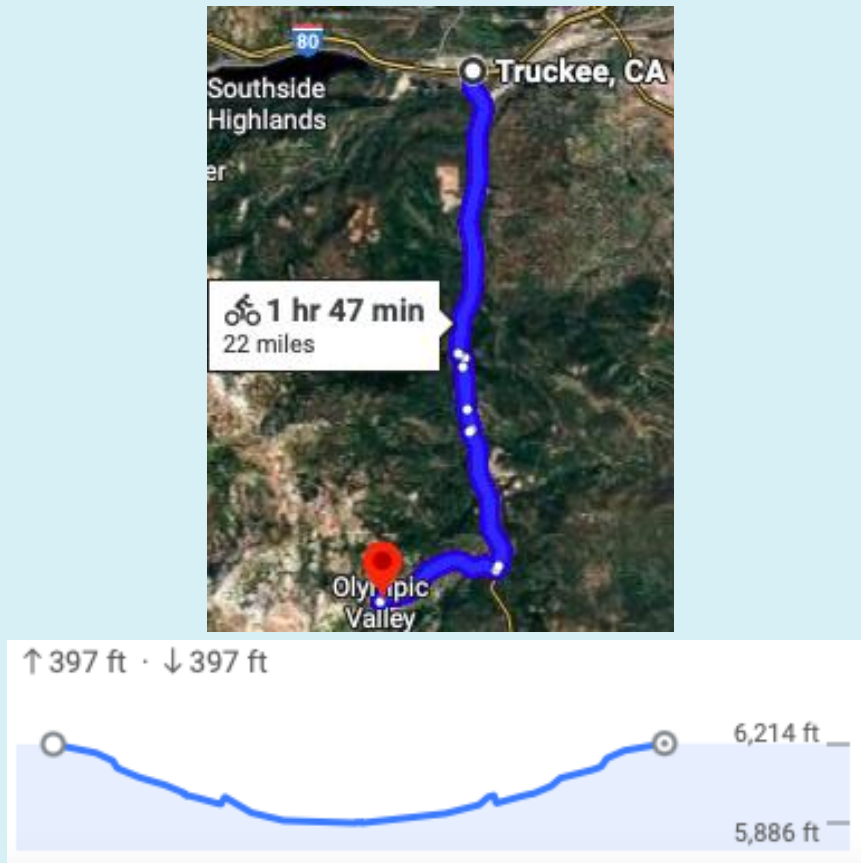 80
Truckee, CA
Southside
Highlands
er
1 hr 47 min
22 miles
Olympic
Valley
↑ 397 ft · ↓ 397 ft
6,214 ft
5,886 ft